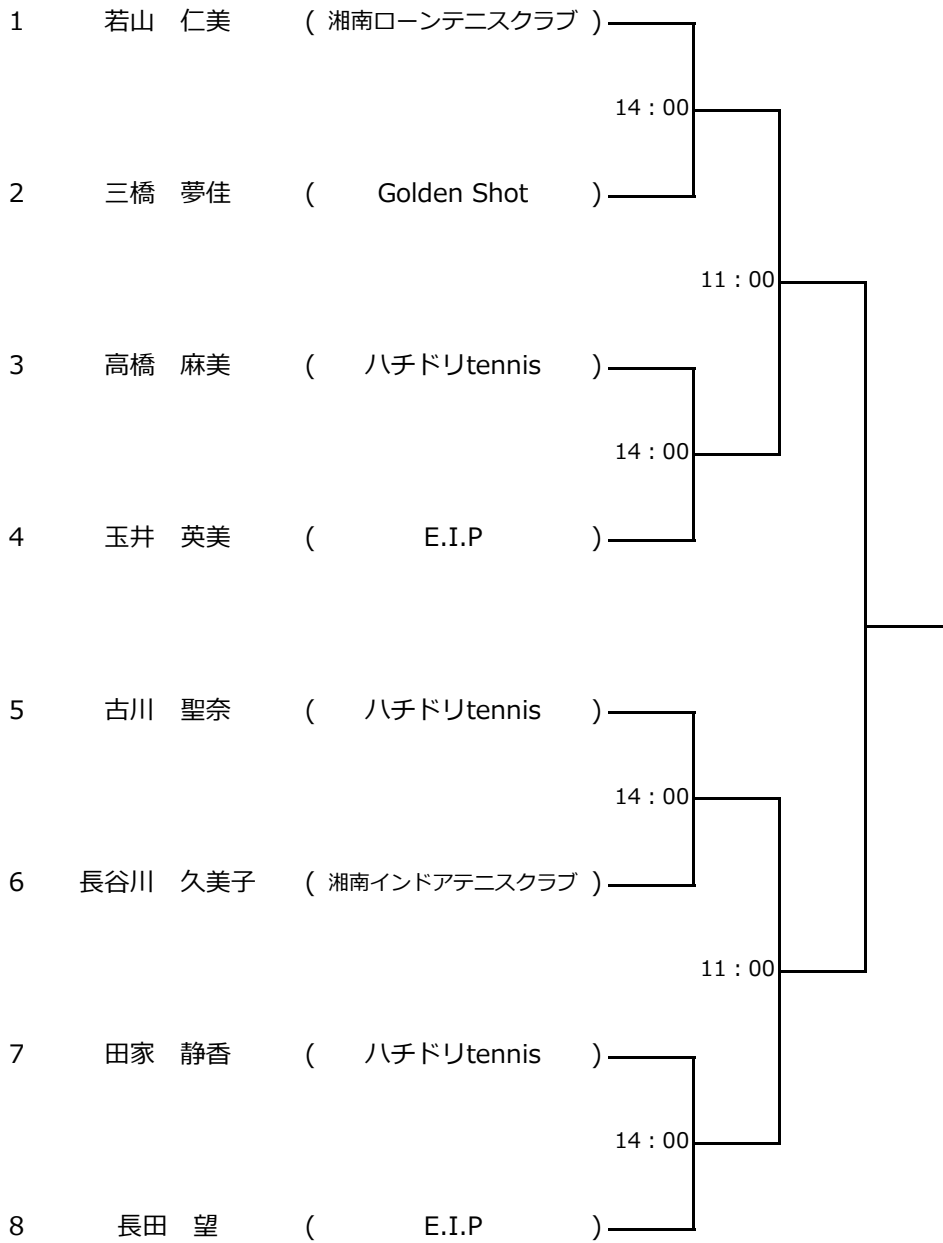 1 若山 仁美 ( 湘南ローンテニスクラブ )
14：00
2 三橋 夢佳 ( Golden Shot )
11：00
3 高橋 麻美 ( ハチドリtennis )
14：00
4 玉井 英美 ( E.I.P )
5 古川 聖奈 ( ハチドリtennis )
14：00
6 長谷川 久美子 ( 湘南インドアテニスクラブ )
11：00
7 田家 静香 ( ハチドリtennis )
14：00
8 長田 望 ( E.I.P )